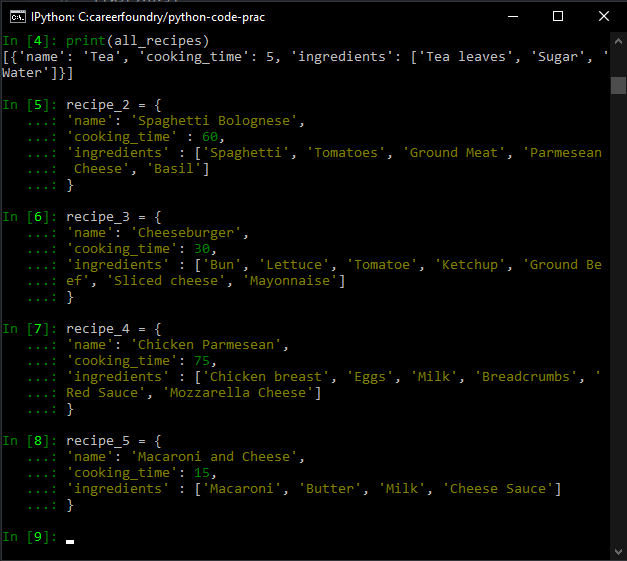 IPython: C:careerfoundry/python-code-prac
In [4]: print(all_recipes)
[{'name': 'Tea', 'cooking_time': 5, 'ingredients': ['Tea leaves', 'Sugar', '
Water']}]
In [5]: recipe_2 = {
   ...: 'name': 'Spaghetti Bolognese',
   ...: 'cooking_time' : 60,
   ...: 'ingredients' : ['Spaghetti', 'Tomatoes', 'Ground Meat', 'Parmesean
   ...:  Cheese', 'Basil']
   ...: }
In [6]: recipe_3 = {
   ...: 'name': 'Cheeseburger',
   ...: 'cooking_time': 30,
   ...: 'ingredients' : ['Bun', 'Lettuce', 'Tomatoe', 'Ketchup', 'Ground Be
   ...: ef', 'Sliced cheese', 'Mayonnaise']
   ...: }
In [7]: recipe_4 = {
   ...: 'name': 'Chicken Parmesean',
   ...: 'cooking_time': 75,
   ...: 'ingredients' : ['Chicken breast', 'Eggs', 'Milk', 'Breadcrumbs', '
   ...: Red Sauce', 'Mozzarella Cheese']
   ...: }
In [8]: recipe_5 = {
   ...: 'name': 'Macaroni and Cheese',
   ...: 'cooking_time': 15,
   ...: 'ingredients' : ['Macaroni', 'Butter', 'Milk', 'Cheese Sauce']
   ...: }
In [9]: